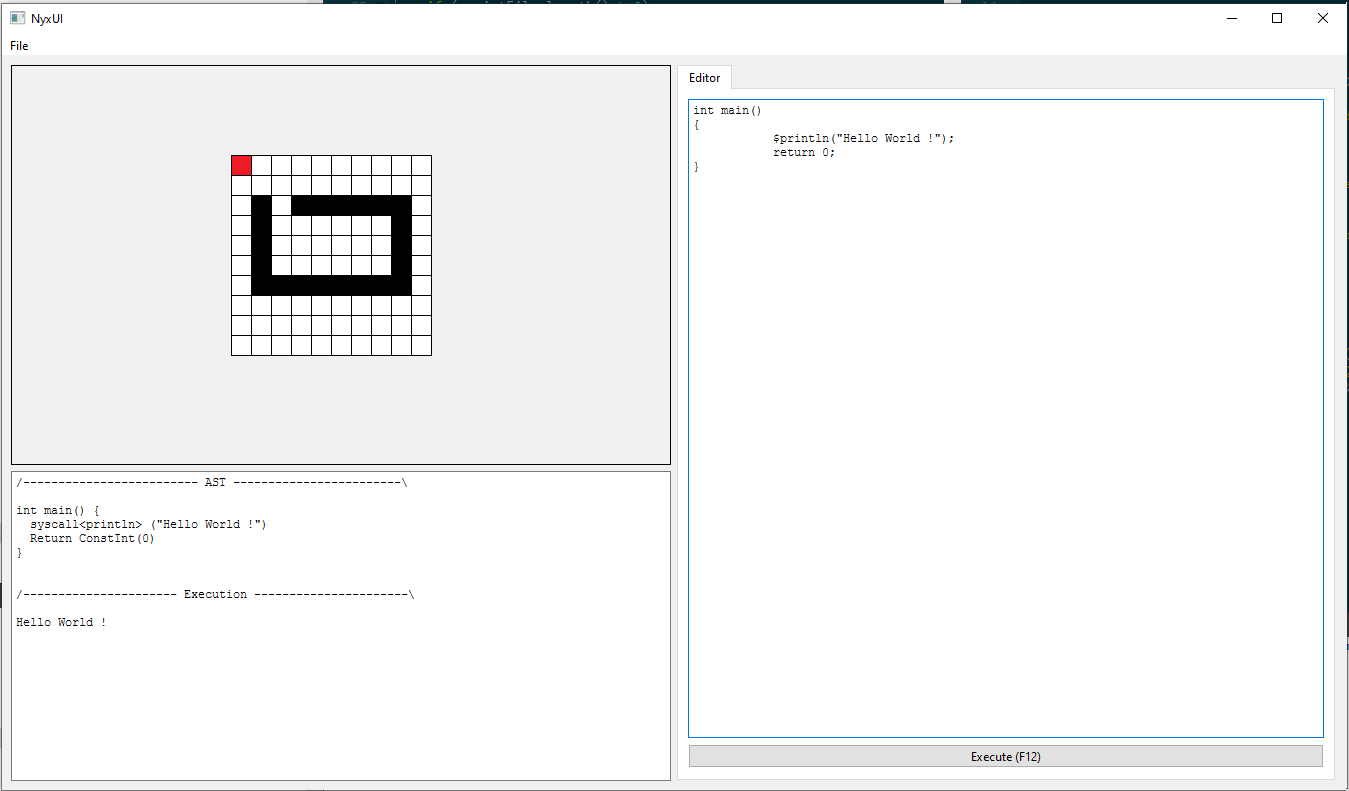 NyxUI
File
Editor
int main()
{
$println("Hello World !");
return 0;
}
/------------------------- AST ------------------------\
int main() {
syscall<println> ("Hello World !")
Return ConstInt(0)
}
/---------------------- Execution ----------------------\
Hello World !
Execute (F12)